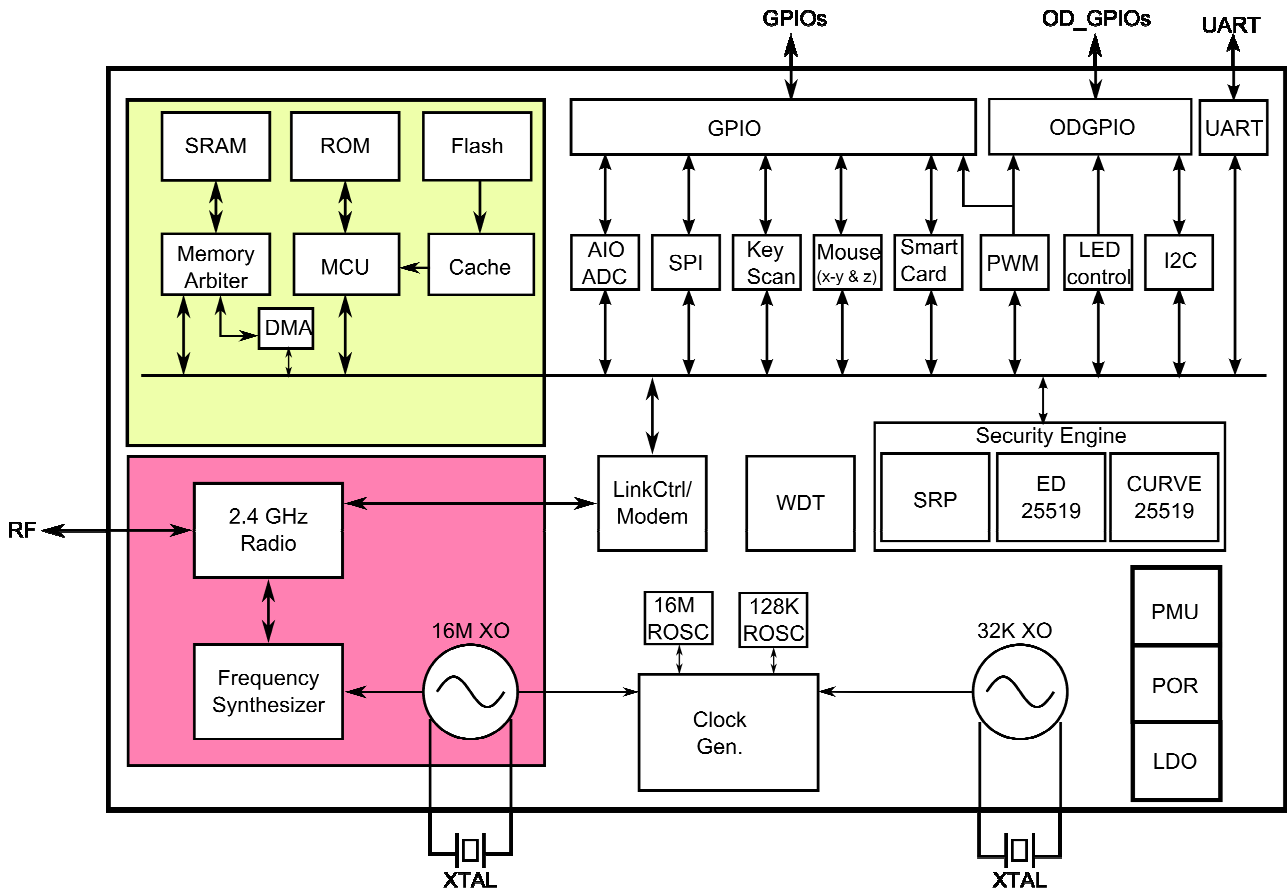 GPIOs
OD_GPIOs
UART
SRAM
ROM
Flash
GPIO
ODGPIO
UART
Memory
Arbiter
MCU
Cache
DMA
AIO
ADC
SPI
Key
Scan
Mouse
(x-y & z)
Smart
Card
PWM
LED
control
I2C
Security Engine
SRP
ED
25519
CURVE
25519
LinkCtrl/
Modem
WDT
RF
2.4 GHz
Radio
Frequency
Synthesizer
16M XO
16M
ROSC
128K
ROSC
Clock
Gen.
32K XO
PMU
POR
LDO
XTAL
XTAL